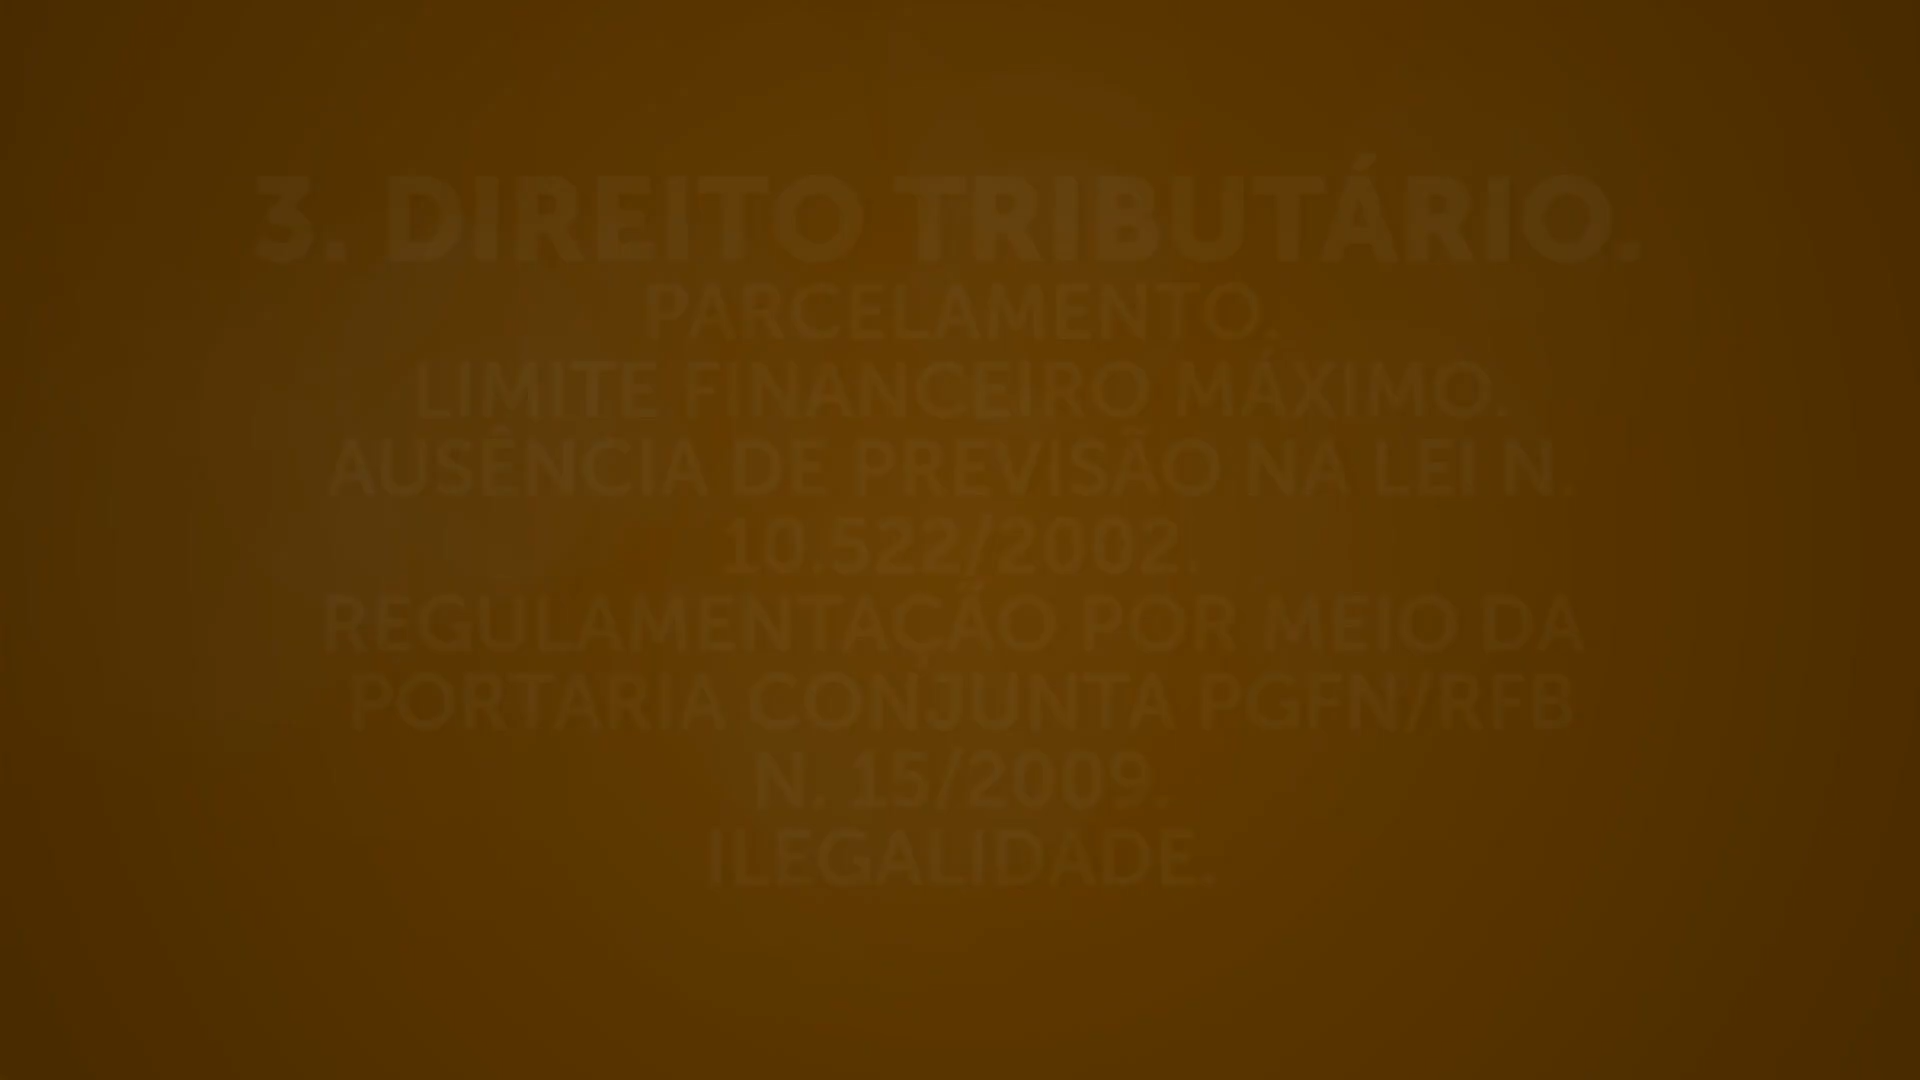 3. DIREITO TRIBUTÁRIO.
PARCELAMENTO.
LIMITE FINANCEIRO MÁXIMO.
AUSÊNCIA DE PREVISÃO NA LEI N.
10.522/2002.
REGULAMENTAÇÃO POR MEIO DA
PORTARIA CONJUNTA PGFN/RFB
N. 15/2009.
ILEGALIDADE.